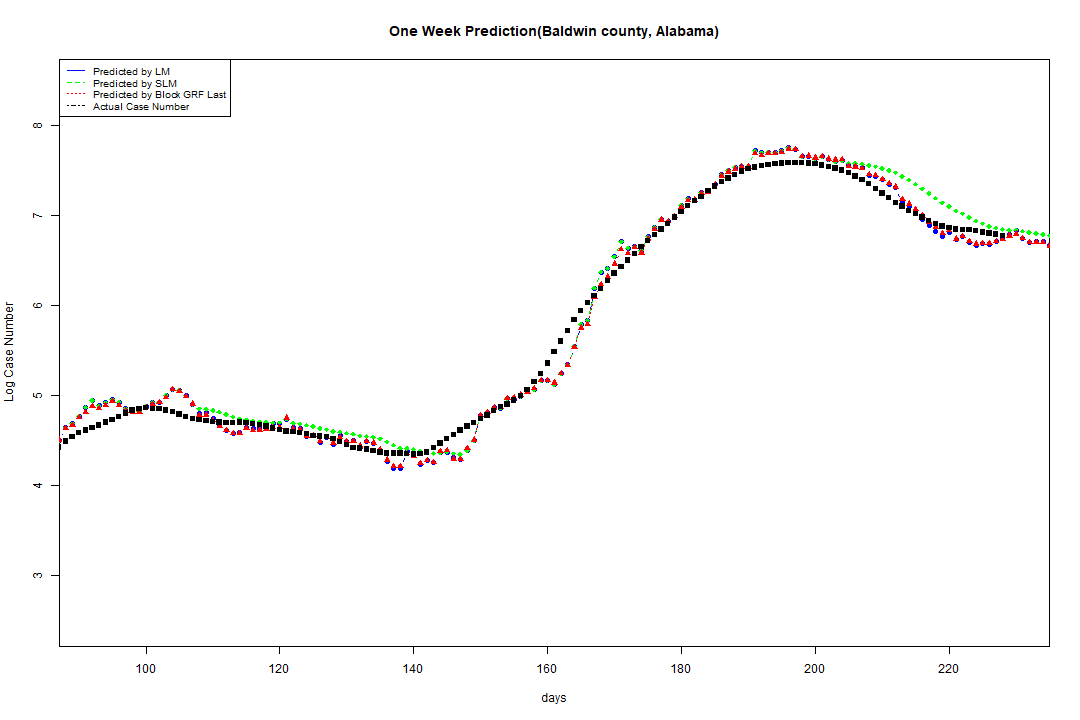 One Week Prediction(Baldwin county, Alabama)
Predicted by LM
Predicted by SLM
Predicted by Block GRF Last
Actual Case Number
8
7
6
5
4
3
Log Case Number
100 120 140 160 180 200 220
days